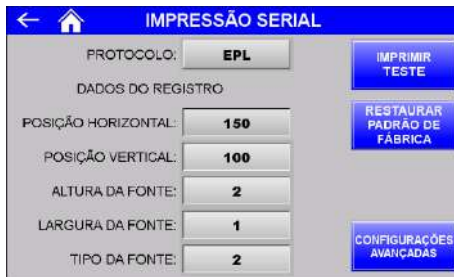 IMPRESSÃO SERIAL
PROTOCOLO: EPL
IMPRIMIR
TESTE
DADOS DO REGISTRO
POSIÇÃO HORIZONTAL: 150
RESTAURAR
PADRÃO DE
FÁBRICA
POSIÇÃO VERTICAL: 100
ALTURA DA FONTE: 2
LARGURA DA FONTE: 1
TIPO DA FONTE: 2
CONFIGURAÇÕES
AVANÇADAS